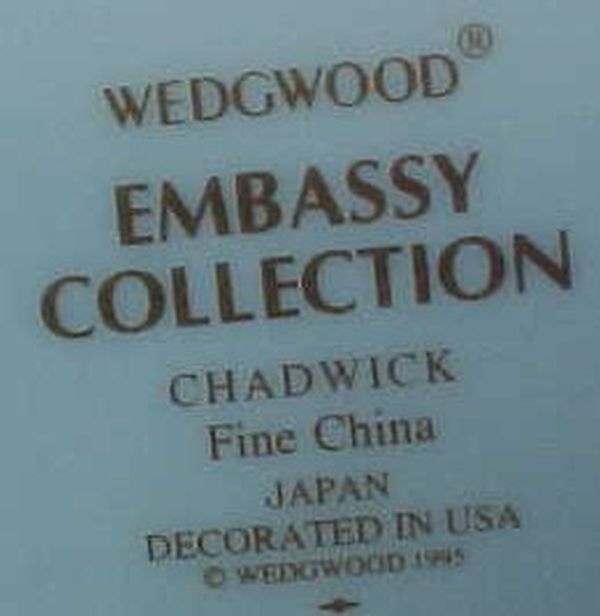 WEDGWOOD®
EMBASSY
COLLECTION
CHADWICK
Fine China
JAPAN
DECORATED IN USA
© WEDGWOOD 1995